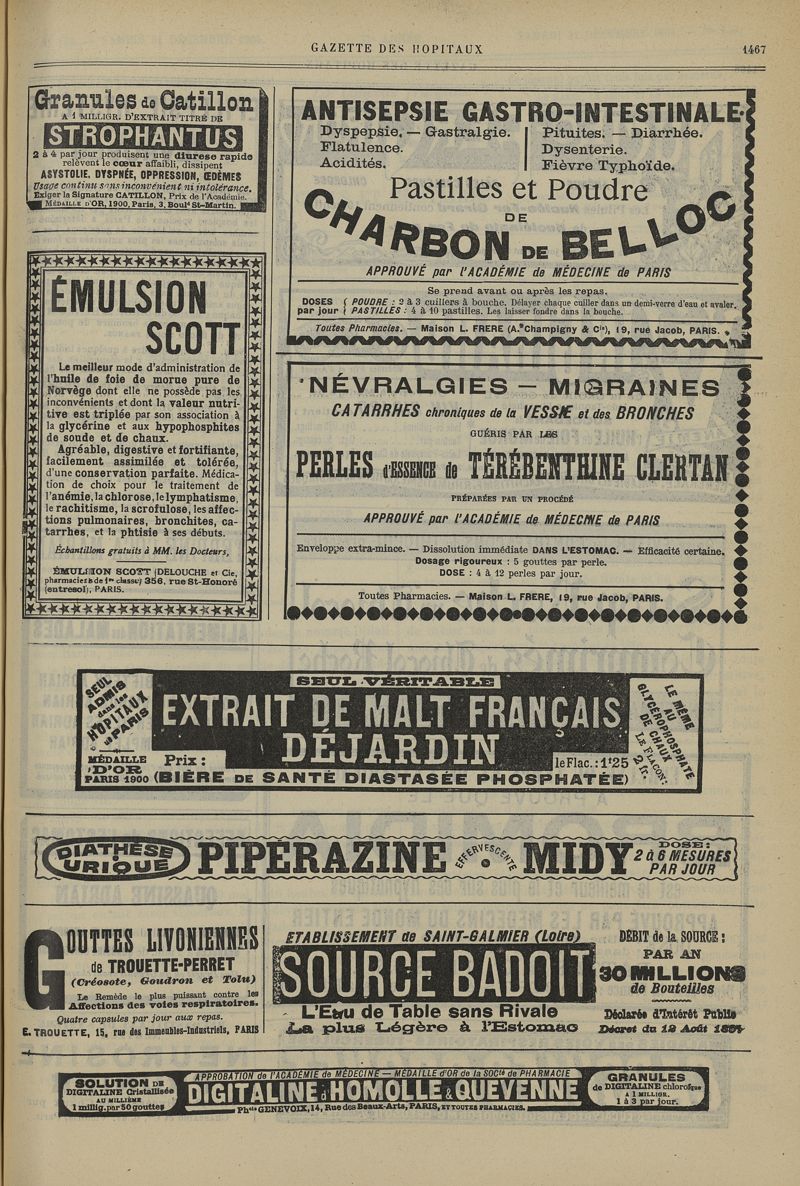 GAZETTE DES HOPITAUX
1467
Granules de Catillon
A 1 MILLIGR. D'EXTRAIT TITRÉ DE
STROPHANTUS
2 à 4 par jour produisent une diurese rapide
relèvent le cœur affaibli, dissipent
ASYSTOLIE, DYSPNÉE, OPPRESSION, ŒDÈMES
Usage continu sans inconvénient ni intolérance.
Exiger la Signature CATILLON, Prix de l'Académie.
MÉDAILLE D'OR, 1900, Paris, 3, Boulᵈ St-Martin.
ÉMULSION
SCOTT
Le meilleur mode d'administration de
l'huile de foie de morue pure de
Norvège dont elle ne possède pas les
inconvénients et dont la valeur nutri-
tive est triplée par son association à
la glycérine et aux hypophosphites
de soude et de chaux.
Agréable, digestive et fortifiante,
facilement assimilée et tolérée,
d'une conservation parfaite. Médica-
tion de choix pour le traitement de
l'anémie, la chlorose, le lymphatisme,
le rachitisme, la scrofulose, les affec-
tions pulmonaires, bronchites, ca-
tarrhes, et la phtisie à ses débuts.
Échantillons gratuits à MM. les Docteurs,
ÉMULSION SCOTT (DELOUCHE et Cie,
pharmaciens de 1re classe) 356, rue St-Honoré
(entresol), PARIS.
ANTISEPSIE GASTRO-INTESTINALE
Dyspepsie. — Gastralgie.
Flatulence.
Acidités.
Pituites. — Diarrhée.
Dysenterie.
Fièvre Typhoïde.
Pastilles et Poudre
DE
CHARBON DE BELLOC
APPROUVÉ par l'ACADÉMIE de MÉDECINE de PARIS
Se prend avant ou après les repas.
DOSES par jour { POUDRE : 2 à 3 cuillers à bouche. Délayer chaque cuiller dans un demi-verre d'eau et avaler.
PASTILLES : 4 à 10 pastilles. Les laisser fondre dans la bouche.
Toutes Pharmacies. — Maison L. FRERE (A. Champigny & Cie), 19, rue Jacob, PARIS.
NÉVRALGIES — MIGRAINES
CATARRHES chroniques de la VESSIE et des BRONCHES
GUÉRIS PAR LES
PERLES d'ESSENCE de TÉRÉBENTHINE CLERTAN
PRÉPARÉES PAR UN PROCÉDÉ
APPROUVÉ par l'ACADÉMIE de MÉDECINE de PARIS
Enveloppe extra-mince. — Dissolution immédiate DANS L'ESTOMAC. — Efficacité certaine.
Dosage rigoureux : 5 gouttes par perle.
DOSE : 4 à 12 perles par jour.
Toutes Pharmacies. — Maison L. FRERE, 19, rue Jacob, PARIS.
SEUL ADMIS dans les HÔPITAUX de PARIS
MÉDAILLE
D'OR
PARIS 1900
SEUL VÉRITABLE
EXTRAIT DE MALT FRANÇAIS
DÉJARDIN
Prix :
le Flac. : 1f25
(BIÈRE DE SANTÉ DIASTASÉE PHOSPHATÉE)
LE MÊME AU GLYCÉROPHOSPHATE DE CHAUX LE FLACON: 2 fr.
DIATHÈSE
URIQUE
PIPÉRAZINE EFFERVESCENTE MIDY
DOSE :
2 à 6 MESURES
PAR JOUR
GOUTTES LIVONIENNES
de TROUETTE-PERRET
(Créosote, Goudron et Tolu)
Le Remède le plus puissant contre les
Affections des voies respiratoires.
Quatre capsules par jour aux repas.
E. TROUETTE, 15, rue des Immeubles-Industriels, PARIS
ETABLISSEMENT de SAINT-GALMIER (Loire)
SOURCE BADOIT
L'Eau de Table sans Rivale
La plus Légère à l'Estomac
DÉBIT de la SOURCE :
PAR AN
30 MILLIONS
de Bouteilles
Déclarée d'Intérêt Public
Décret du 12 Août 1897
SOLUTION DE
DIGITALINE Cristallisée
AU MILLIÈME
1 millig. par 50 gouttes
APPROBATION de l'ACADÉMIE de MÉDECINE — MÉDAILLE D'OR de la SOCté de PHARMACIE
DIGITALINE d'HOMOLLE & QUEVENNE
Phcie GENEVOIX, 14, Rue des Beaux-Arts, PARIS, ET TOUTES PHARMACIES.
GRANULES
de DIGITALINE chlorofique
A 1 MILLIGR.
1 à 3 par jour.